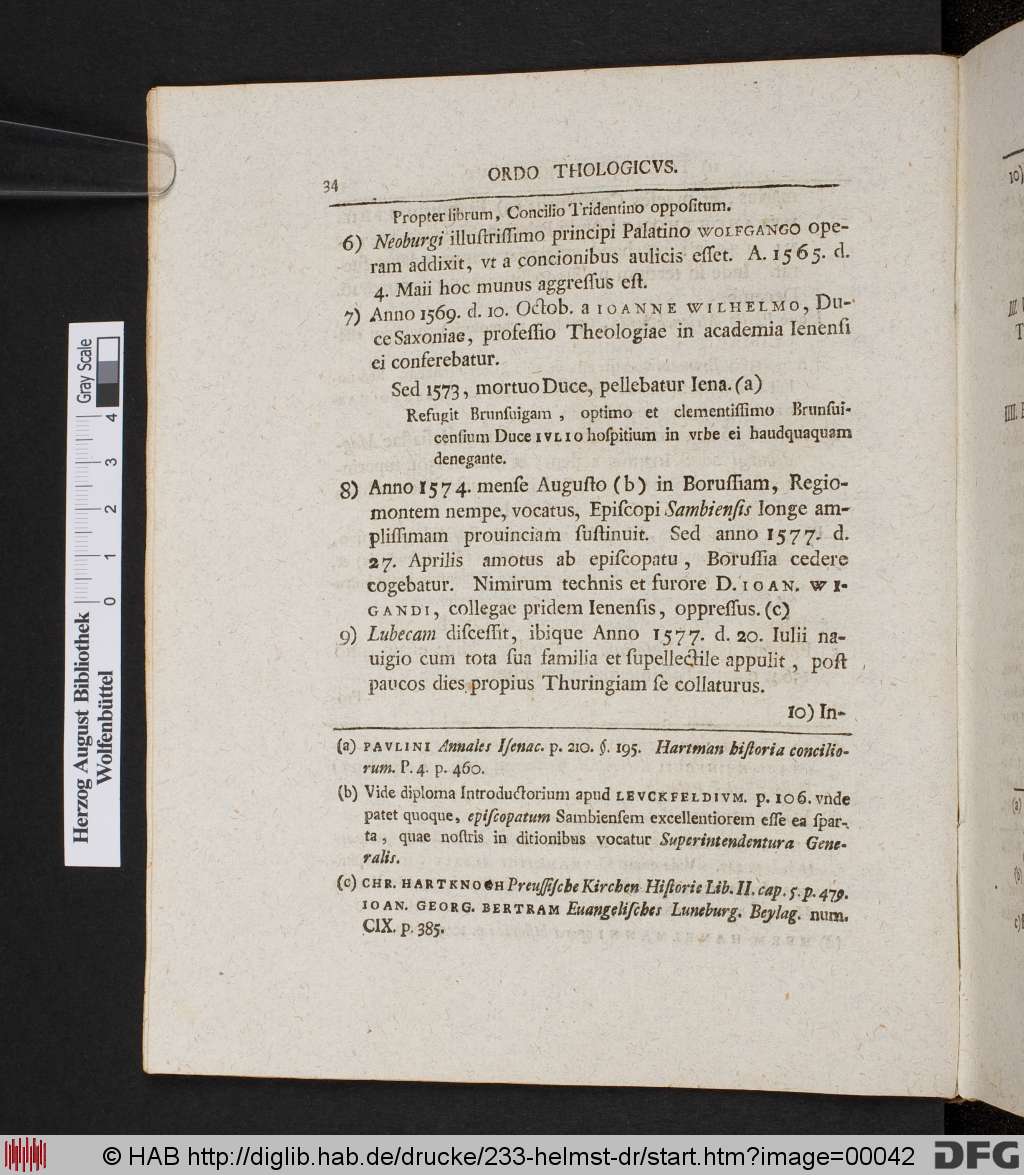 34
ORDO THOLOGICVS.
Propter librum, Concilio Tridentino oppoſitum.
6) Neoburgi illuſtriſſimo principi Palatino WOLFGANGO ope-
ram addixit, vt a concionibus aulicis eſſet. A. 1565. d.
4. Maii hoc munus aggreſſus eſt.
7) Anno 1569. d. 10. Octob. a IOANNE WILHELMO, Du-
ce Saxoniae, profeſſio Theologiae in academia Ienenſi
ei conferebatur.
Sed 1573, mortuo Duce, pellebatur Iena. (a)
Refugit Brunſuigam, optimo et clementiſſimo Brunſui-
cenſium Duce IVLIO hoſpitium in vrbe ei haudquaquam
denegante.
8) Anno 1574. menſe Auguſto (b) in Boruſſiam, Regio-
montem nempe, vocatus, Epiſcopi Sambienſis longe am-
pliſſimam prouinciam ſuſtinuit. Sed anno 1577. d.
27. Aprilis amotus ab epiſcopatu, Boruſſia cedere
cogebatur. Nimirum technis et furore D. IOAN. WI-
GANDI, collegae pridem Ienenſis, oppreſſus. (c)
9) Lubecam diſceſſit, ibique Anno 1577. d. 20. Iulii na-
uigio cum tota ſua familia et ſupellectile appulit, poſt
paucos dies propius Thuringiam ſe collaturus.
10) In-
(a) PAVLINI Annales Iſenac. p. 210. §. 195. Hartman hiſtoria concilio-
rum. P. 4. p. 460.
(b) Vide diploma Introductorium apud LEVCKFELDIVM. p. 106. vnde
patet quoque, epiſcopatum Sambienſem excellentiorem eſſe ea ſpar-
ta, quae noſtris in ditionibus vocatur Superintendentura Gene-
ralis.
(c) CHR. HARTKNOCH Preuſſiſche Kirchen Hiſtorie Lib. II. cap. 5. p. 479.
IOAN. GEORG. BERTRAM Euangeliſches Luneburg. Beylag. num.
CIX. p. 385.
10)
III
T
IIII.
(a)
(b)
c)
Herzog August Bibliothek
Wolfenbüttel
Gray Scale
0 1 2 3 4
© HAB http://diglib.hab.de/drucke/233-helmst-dr/start.htm?image=00042
DFG